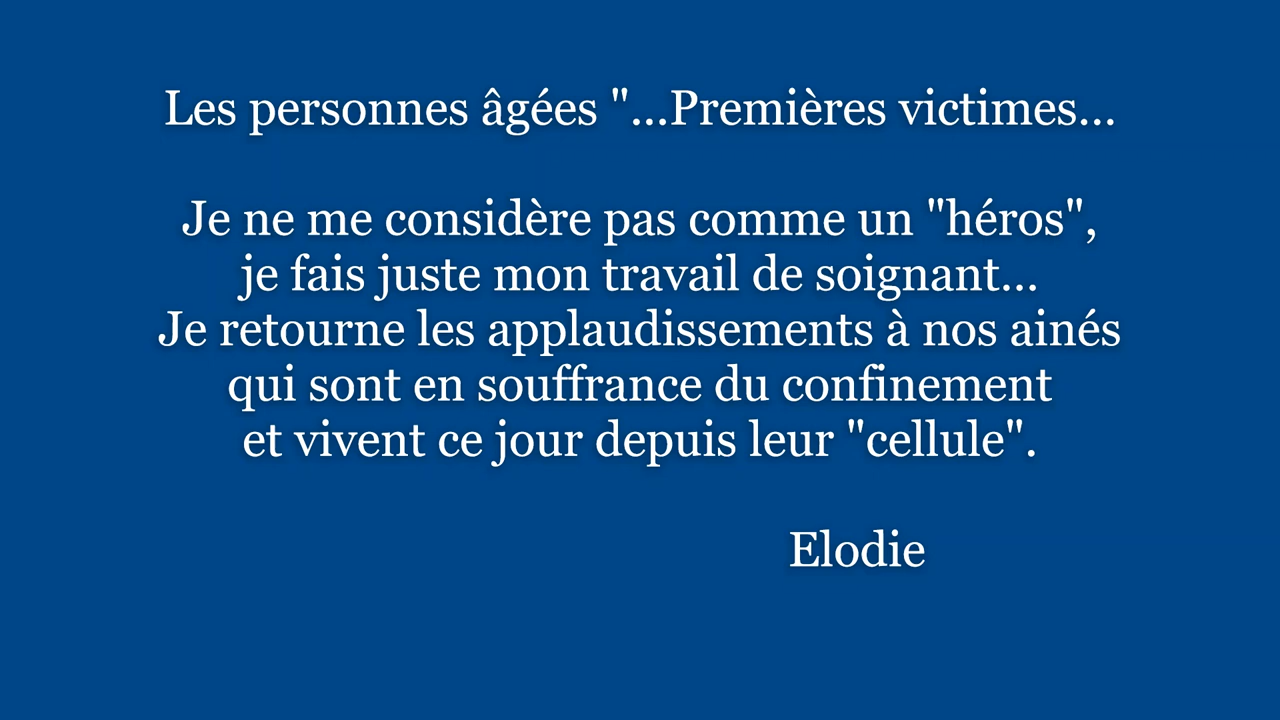 Les personnes âgées "...Premières victimes...
Je ne me considère pas comme un "héros",
je fais juste mon travail de soignant...
Je retourne les applaudissements à nos ainés
qui sont en souffrance du confinement
et vivent ce jour depuis leur "cellule".
Elodie